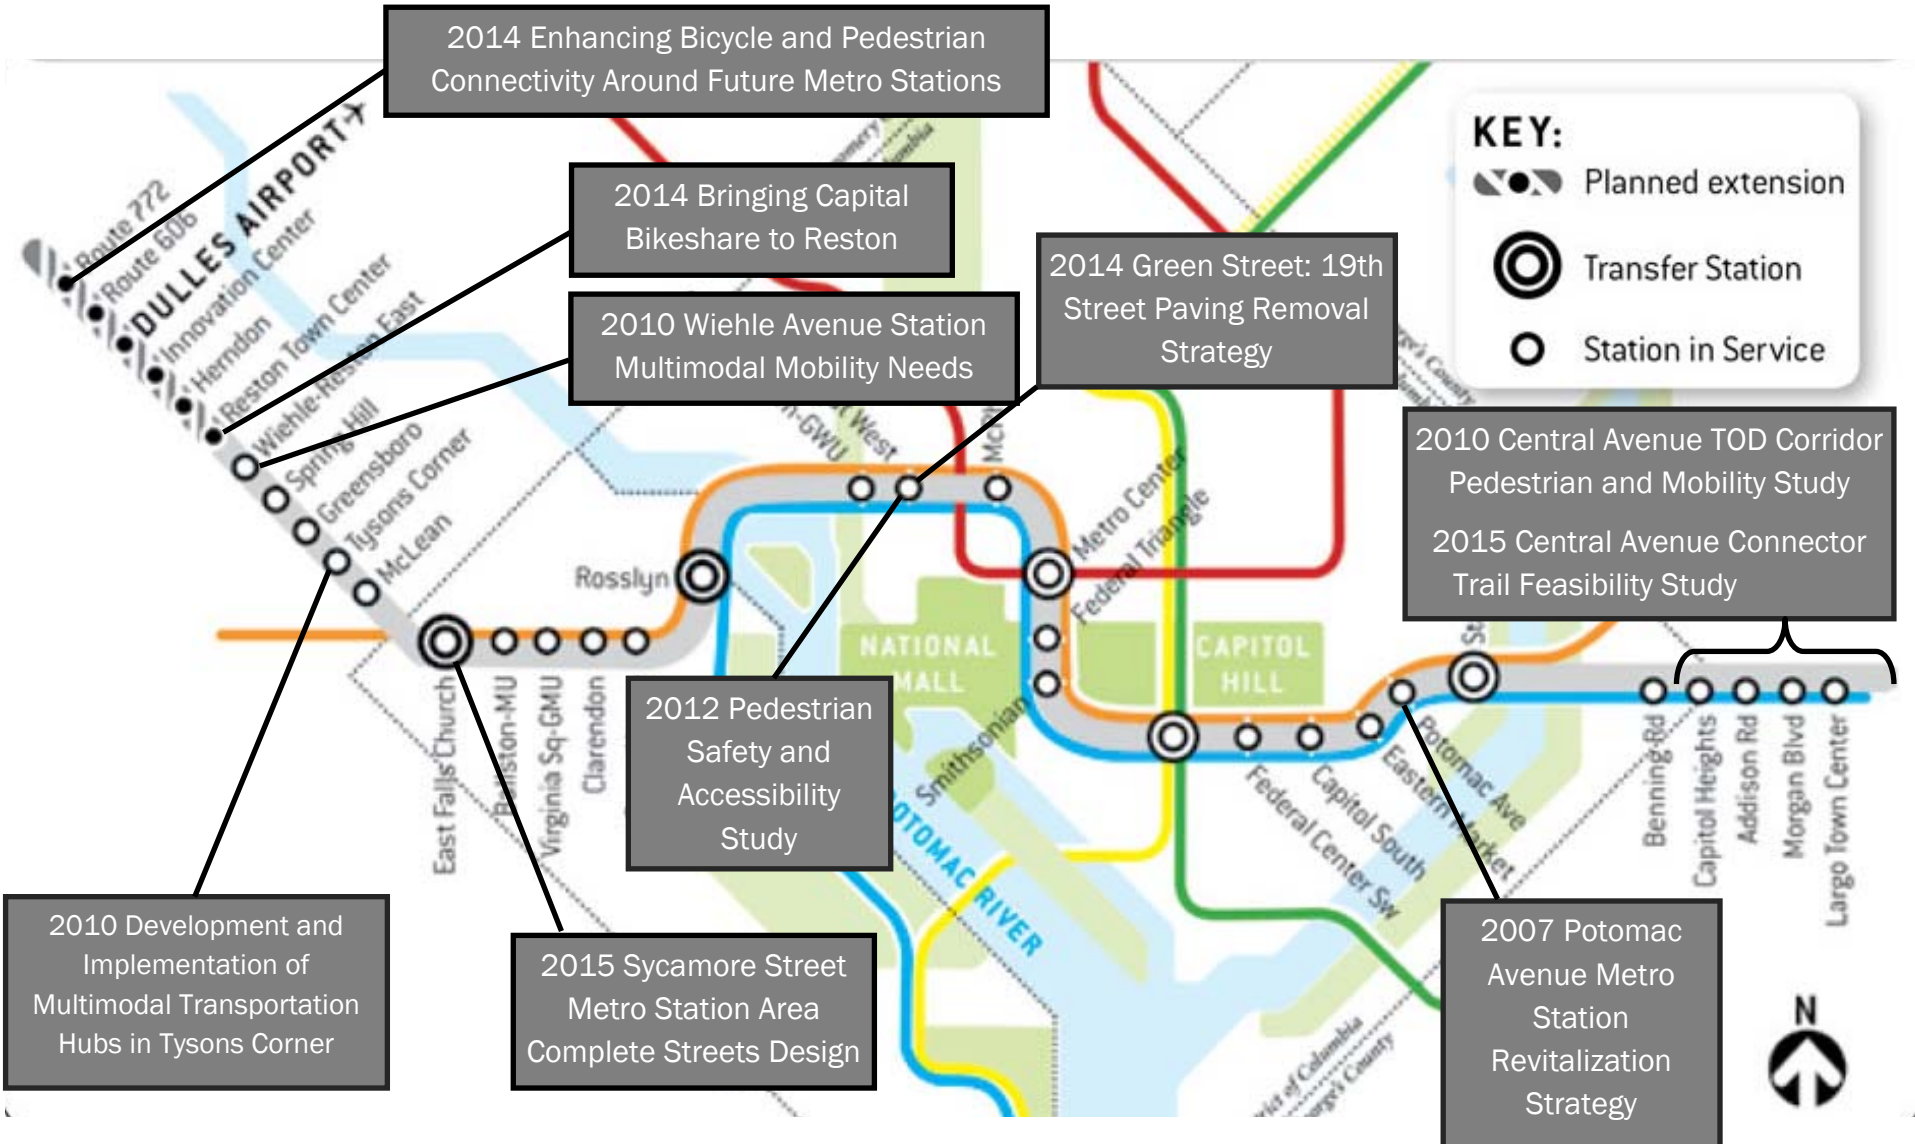 2014 Enhancing Bicycle and Pedestrian
Connectivity Around Future Metro Stations
2014 Bringing Capital
Bikeshare to Reston
2010 Wiehle Avenue Station
Multimodal Mobility Needs
2014 Green Street: 19th
Street Paving Removal
Strategy
KEY:
Planned extension
Transfer Station
Station in Service
2010 Central Avenue TOD Corridor
Pedestrian and Mobility Study
2015 Central Avenue Connector
Trail Feasibility Study
Route 772
Route 606
DULLES AIRPORT
Innovation Center
Herndon
Reston Town Center
Wiehle-Reston East
Spring Hill
Greensboro
Tysons Corner
McLean
East Falls Church
Ballston-MU
Virginia Sq-GMU
Clarendon
Rosslyn
-GWU
West
Metro Center
Federal Triangle
Smithsonian
NATIONAL
MALL
CAPITOL
HILL
Federal Center SW
Capitol South
Eastern Market
Potomac Ave
Benning Rd
Capitol Heights
Addison Rd
Morgan Blvd
Largo Town Center
POTOMAC RIVER
District of Columbia
2012 Pedestrian
Safety and
Accessibility
Study
2010 Development and
Implementation of
Multimodal Transportation
Hubs in Tysons Corner
2015 Sycamore Street
Metro Station Area
Complete Streets Design
2007 Potomac
Avenue Metro
Station
Revitalization
Strategy
N